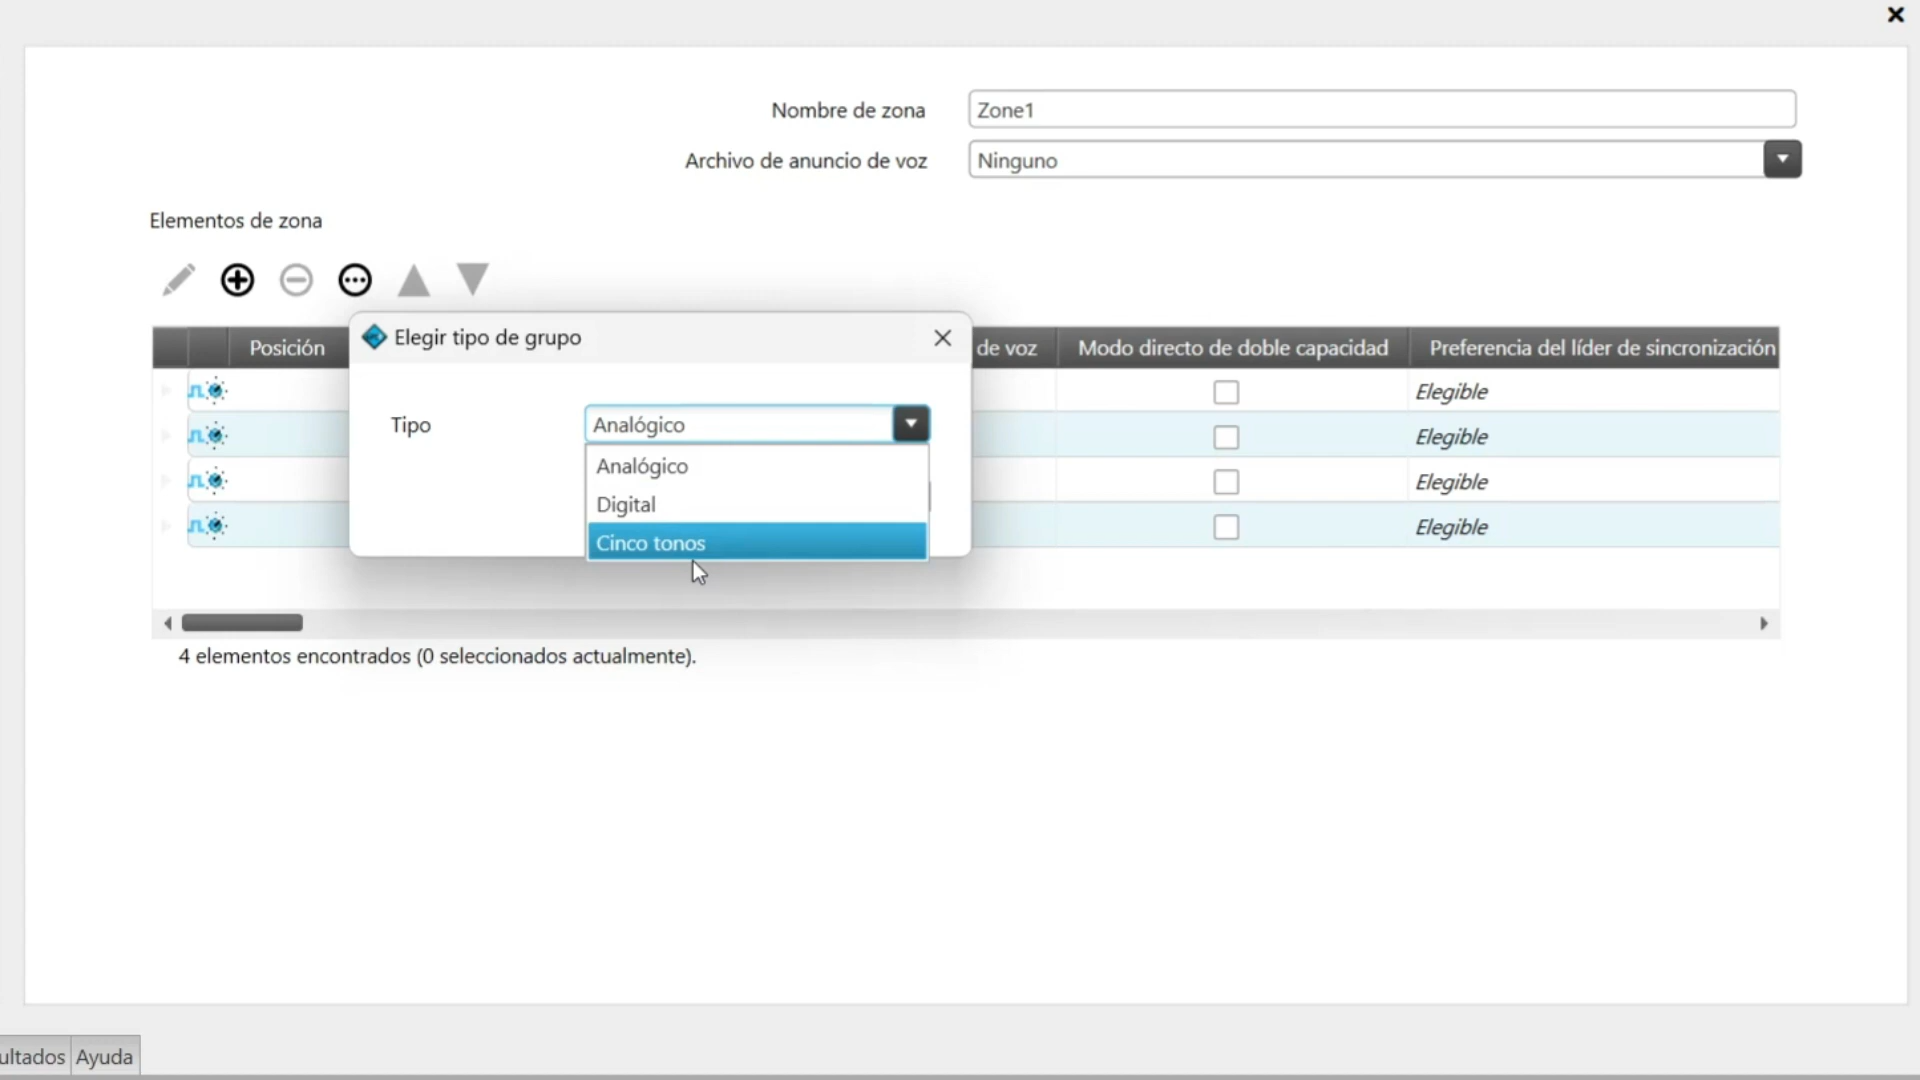 Nombre de zona
Zone1
Archivo de anuncio de voz
Ninguno
Elementos de zona
Posición
de voz
Modo directo de doble capacidad
Preferencia del líder de sincronización
Elegir tipo de grupo
Tipo
Analógico
Analógico
Digital
Cinco tonos
Elegible
Elegible
Elegible
Elegible
4 elementos encontrados (0 seleccionados actualmente).
ultados
Ayuda